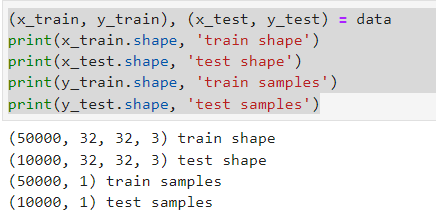 (x_train, y_train), (x_test, y_test) = data
print(x_train.shape, 'train shape')
print(x_test.shape, 'test shape')
print(y_train.shape, 'train samples')
print(y_test.shape, 'test samples')
(50000, 32, 32, 3) train shape
(10000, 32, 32, 3) test shape
(50000, 1) train samples
(10000, 1) test samples